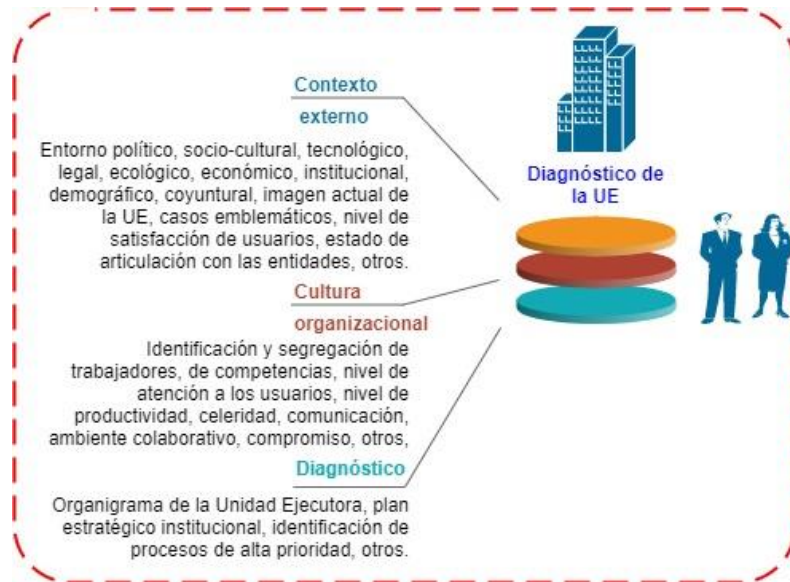 Contexto
externo
Entorno político, socio-cultural, tecnológico,
legal, ecológico, económico, institucional,
demográfico, coyuntural, imagen actual de
la UE, casos emblemáticos, nivel de
satisfacción de usuarios, estado de
articulación con las entidades, otros.
Cultura
organizacional
Identificación y segregación de
trabajadores, de competencias, nivel de
atención a los usuarios, nivel de
productividad, celeridad, comunicación,
ambiente colaborativo, compromiso, otros,
Diagnóstico
Organigrama de la Unidad Ejecutora, plan
estratégico institucional, identificación de
procesos de alta prioridad, otros.
Diagnóstico de
la UE